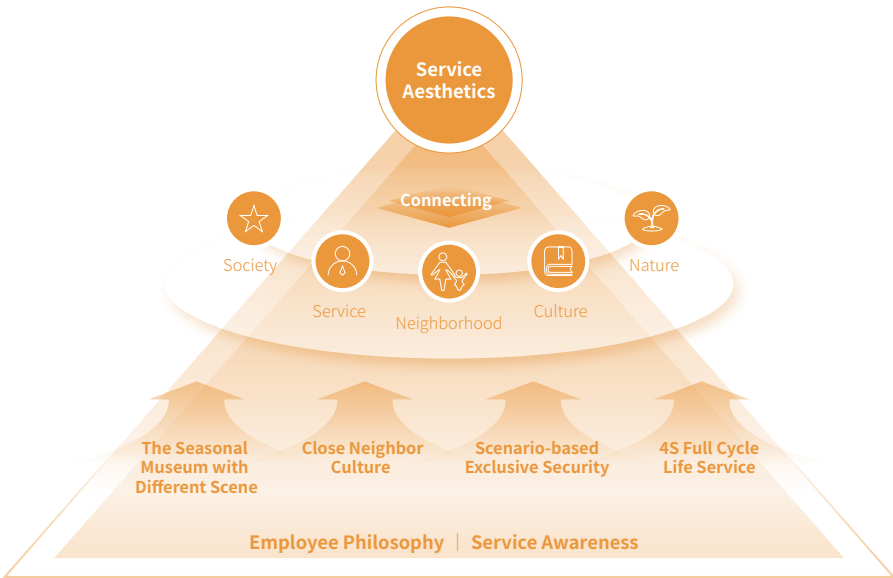 Service
Aesthetics
Connecting
Society
Service
Neighborhood
Culture
Nature
The Seasonal
Museum with
Different Scene
Close Neighbor
Culture
Scenario-based
Exclusive Security
4S Full Cycle
Life Service
Employee Philosophy | Service Awareness